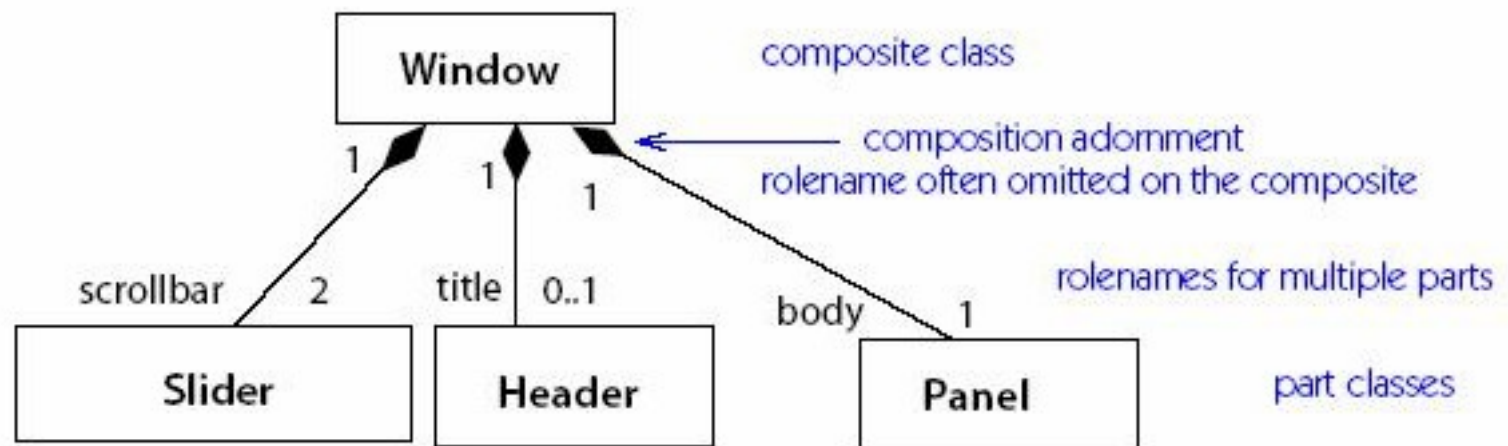 Window
composite class
composition adornment
1
1
1
rolename often omitted on the composite
scrollbar
2
title
0..1
body
1
rolenames for multiple parts
Slider
Header
Panel
part classes